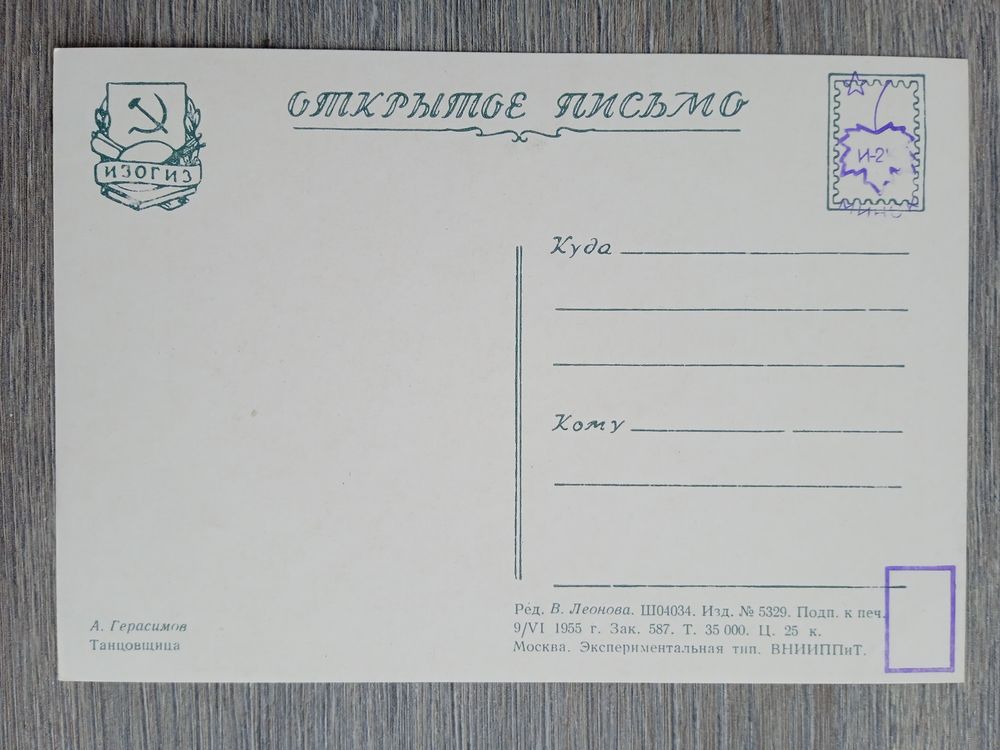 ОТКРЫТОЕ ПИСЬМО
ИЗОГИЗ
И-2
Куда
Кому
А. Герасимов
Танцовщица
Ред. В. Леонова. Ш04034. Изд. № 5329. Подп. к печ.
9/VI 1955 г. Зак. 587. Т. 35 000. Ц. 25 к.
Москва. Экспериментальная тип. ВНИИППиТ.